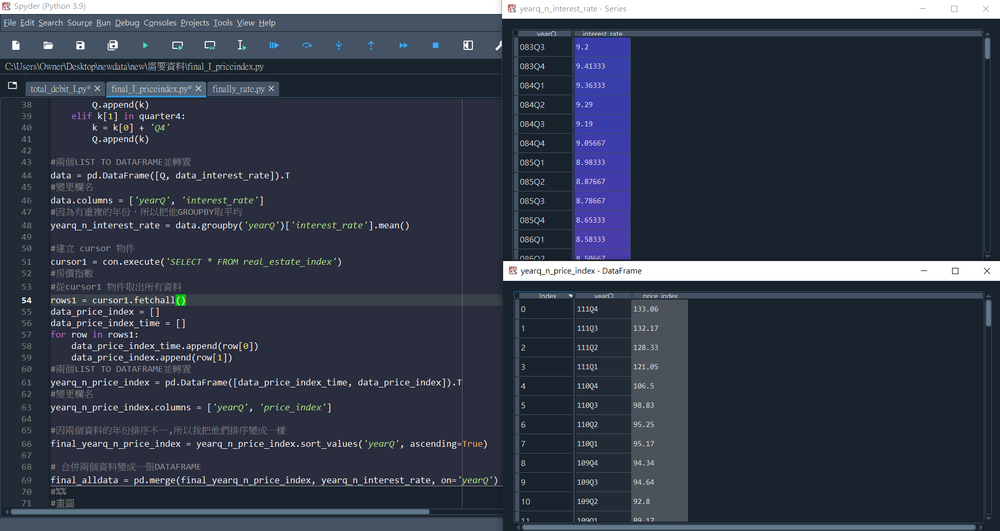 Spyder (Python 3.9)
File Edit Search Source Run Debug Consoles Projects Tools View Help
C:\Users\Owner\Desktop\newdata\new\需要資料\final_I_priceindex.py
total_debit_I.py* final_I_priceindex.py* finally_rate.py
38 Q.append(k)
39 elif k[1] in quarter4:
40 k = k[0] + 'Q4'
41 Q.append(k)
42
43 #兩個LIST TO DATAFRAME並轉置
44 data = pd.DataFrame([Q, data_interest_rate]).T
45 #變更欄名
46 data.columns = ['yearQ', 'interest_rate']
47 #因為有重複的年份，所以把他GROUPBY取平均
48 yearq_n_interest_rate = data.groupby('yearQ')['interest_rate'].mean()
49
50 #建立 cursor 物件
51 cursor1 = con.execute('SELECT * FROM real_estate_index')
52 #房價指數
53 #從cursor1 物件取出所有資料
54 rows1 = cursor1.fetchall()
55 data_price_index = []
56 data_price_index_time = []
57 for row in rows1:
58 data_price_index_time.append(row[0])
59 data_price_index.append(row[1])
60 #兩個LIST TO DATAFRAME並轉置
61 yearq_n_price_index = pd.DataFrame([data_price_index_time, data_price_index]).T
62 #變更欄名
63 yearq_n_price_index.columns = ['yearQ', 'price_index']
64
65 #因兩個資料的年份排序不一,所以我把他們排序變成一樣
66 final_yearq_n_price_index = yearq_n_price_index.sort_values('yearQ', ascending=True)
67
68 # 合併兩個資料變成一張DATAFRAME
69 final_alldata = pd.merge(final_yearq_n_price_index, yearq_n_interest_rate, on='yearQ')
70 #%%
71 #畫圖
yearq_n_interest_rate - Series
yearQ interest_rate
083Q3 9.2
083Q4 9.41333
084Q1 9.36333
084Q2 9.29
084Q3 9.19
084Q4 9.05667
085Q1 8.98333
085Q2 8.87667
085Q3 8.78667
085Q4 8.65333
086Q1 8.58333
086Q2 8.50667
yearq_n_price_index - DataFrame
Index yearQ price_index
0 111Q4 133.06
1 111Q3 132.17
2 111Q2 128.33
3 111Q1 121.05
4 110Q4 106.5
5 110Q3 98.83
6 110Q2 95.25
7 110Q1 95.17
8 109Q4 94.34
9 109Q3 94.64
10 109Q2 92.8
11 109Q1 89.17